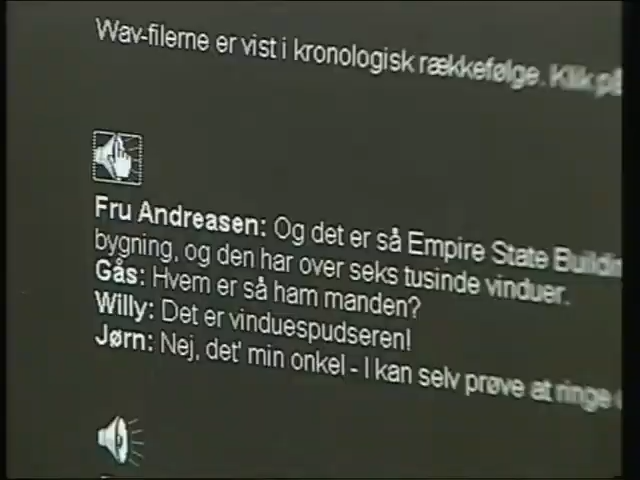 Wav-filerne er vist i kronologisk rækkefølge. Klik på
Fru Andreasen: Og det er så Empire State Buildin
bygning, og den har over seks tusinde vinduer.
Gås: Hvem er så ham manden?
Willy: Det er vinduespudseren!
Jørn: Nej, det' min onkel - I kan selv prøve at ringe